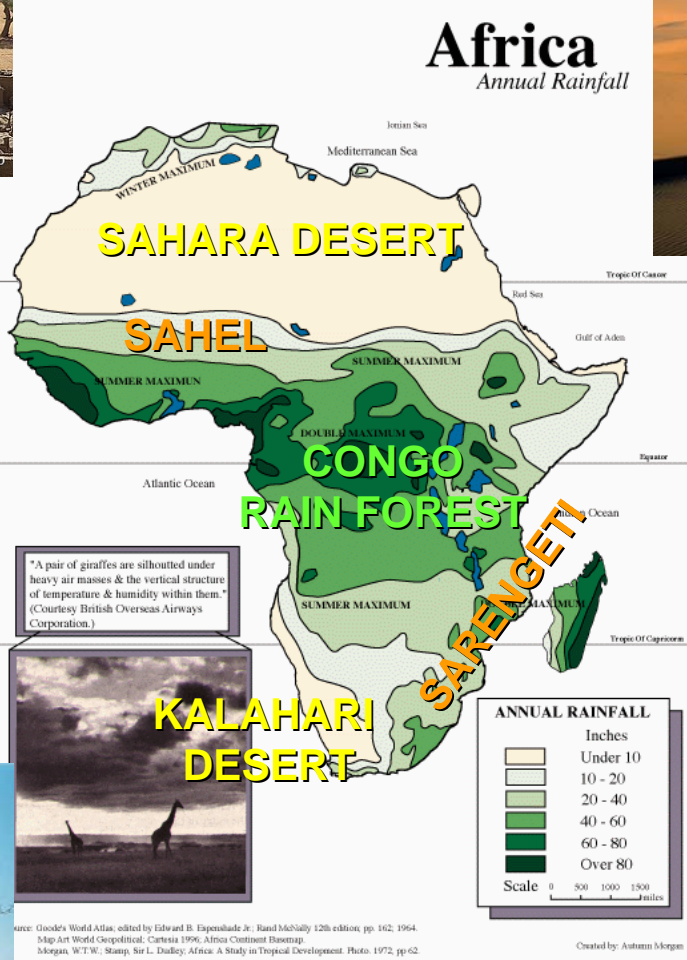 Africa
Annual Rainfall
Ionian Sea
Mediterranean Sea
WINTER MAXIMUM
SAHARA DESERT
Tropic Of Cancer
Red Sea
SAHEL
Gulf of Aden
SUMMER MAXIMUM
SUMMER MAXIMUN
DOUBLE MAXIMUM
CONGO
RAIN FOREST
Equator
Atlantic Ocean
Ocean
SARENGETI
"A pair of giraffes are silhoutted under
heavy air masses & the vertical structure
of temperature & humidity within them."
(Courtesy British Overseas Airways
Corporation.)
SUMMER MAXIMUM
MAXIMUM
Tropic Of Capricorn
KALAHARI
DESERT
ANNUAL RAINFALL
Inches
Under 10
10 - 20
20 - 40
40 - 60
60 - 80
Over 80
Scale 0 500 1000 1500
miles
Goode's World Atlas; edited by Edward B. Espenshade Jr.; Rand McNally 12th edition; pp. 162; 1964.
Map Art World Geopolitical; Cartesia 1996; Africa Continent Basemap.
Morgan, W.T.W.; Stamp, Sir L. Dudley; Africa: A Study in Tropical Development. Photo. 1972, pp 62.
Created by: Autumn Morgan